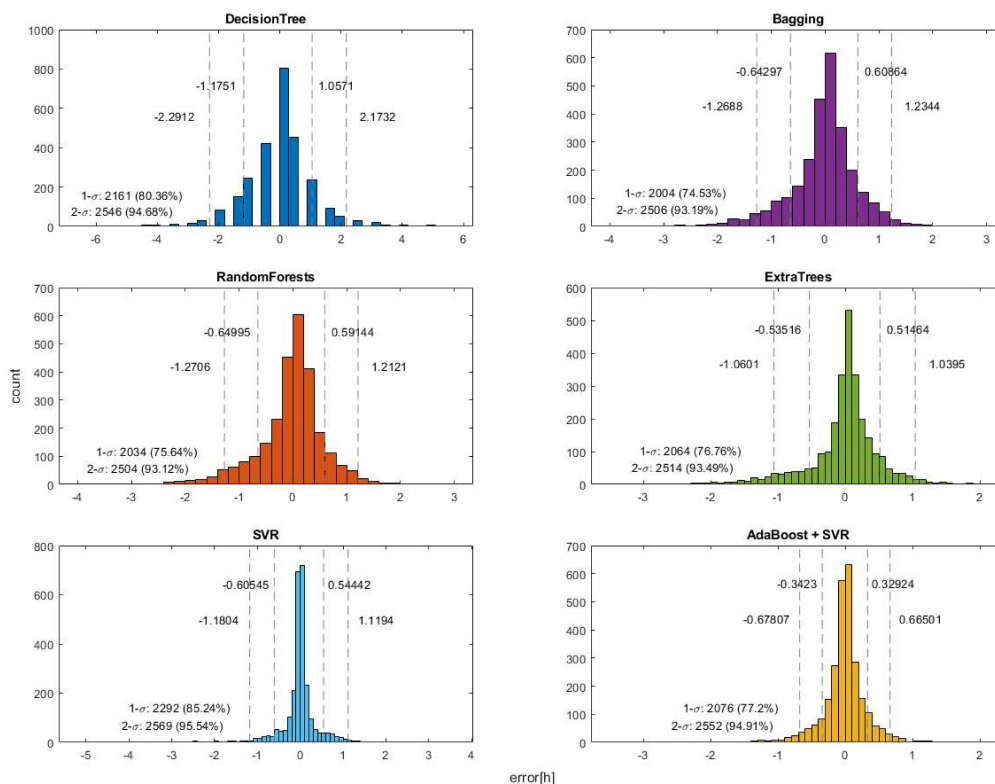 DecisionTree
1000
800
600
400
200
0
-1.1751
1.0571
-2.2912
2.1732
1-σ: 2161 (80.36%)
2-σ: 2546 (94.68%)
-6 -4 -2 0 2 4 6
Bagging
700
600
500
400
300
200
100
0
-0.64297
0.60864
-1.2688
1.2344
1-σ: 2004 (74.53%)
2-σ: 2506 (93.19%)
-4 -3 -2 -1 0 1 2 3
RandomForests
700
600
500
400
300
200
100
0
-0.64995
0.59144
-1.2706
1.2121
1-σ: 2034 (75.64%)
2-σ: 2504 (93.12%)
-4 -3 -2 -1 0 1 2 3
count
ExtraTrees
600
500
400
300
200
100
0
-0.53516
0.51464
-1.0601
1.0395
1-σ: 2064 (76.76%)
2-σ: 2514 (93.49%)
-3 -2 -1 0 1 2
SVR
800
600
400
200
0
-0.60545
0.54442
-1.1804
1.1194
1-σ: 2292 (85.24%)
2-σ: 2569 (95.54%)
-5 -4 -3 -2 -1 0 1 2 3 4
AdaBoost + SVR
700
600
500
400
300
200
100
0
-0.3423
0.32924
-0.67807
0.66501
1-σ: 2076 (77.2%)
2-σ: 2552 (94.91%)
-3 -2 -1 0 1 2
error[h]